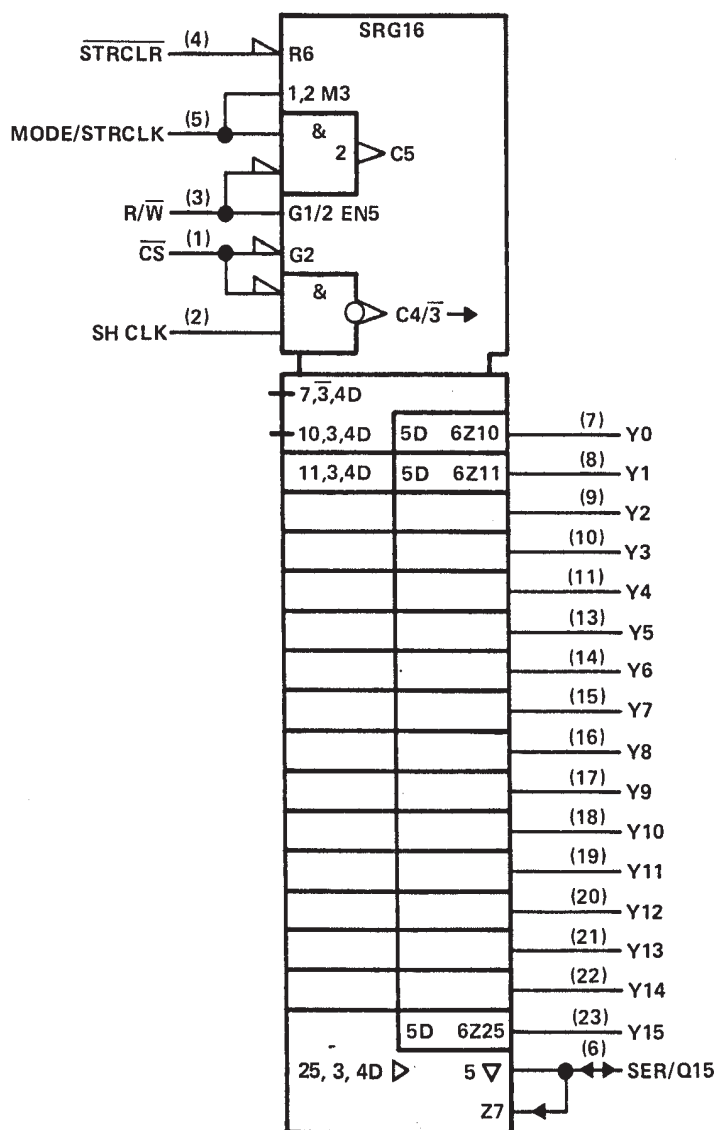 SRG16
STRCLR (4) R6
1,2 M3
MODE/STRCLK (5) &
2 C5
R/W (3) G1/2 EN5
CS (1) G2
&
C4/3
SH CLK (2)
7,3,4D
10,3,4D 5D 6Z10 (7) Y0
11,3,4D 5D 6Z11 (8) Y1
(9) Y2
(10) Y3
(11) Y4
(13) Y5
(14) Y6
(15) Y7
(16) Y8
(17) Y9
(18) Y10
(19) Y11
(20) Y12
(21) Y13
(22) Y14
5D 6Z25 (23) Y15
25, 3, 4D 5 (6) SER/Q15
Z7